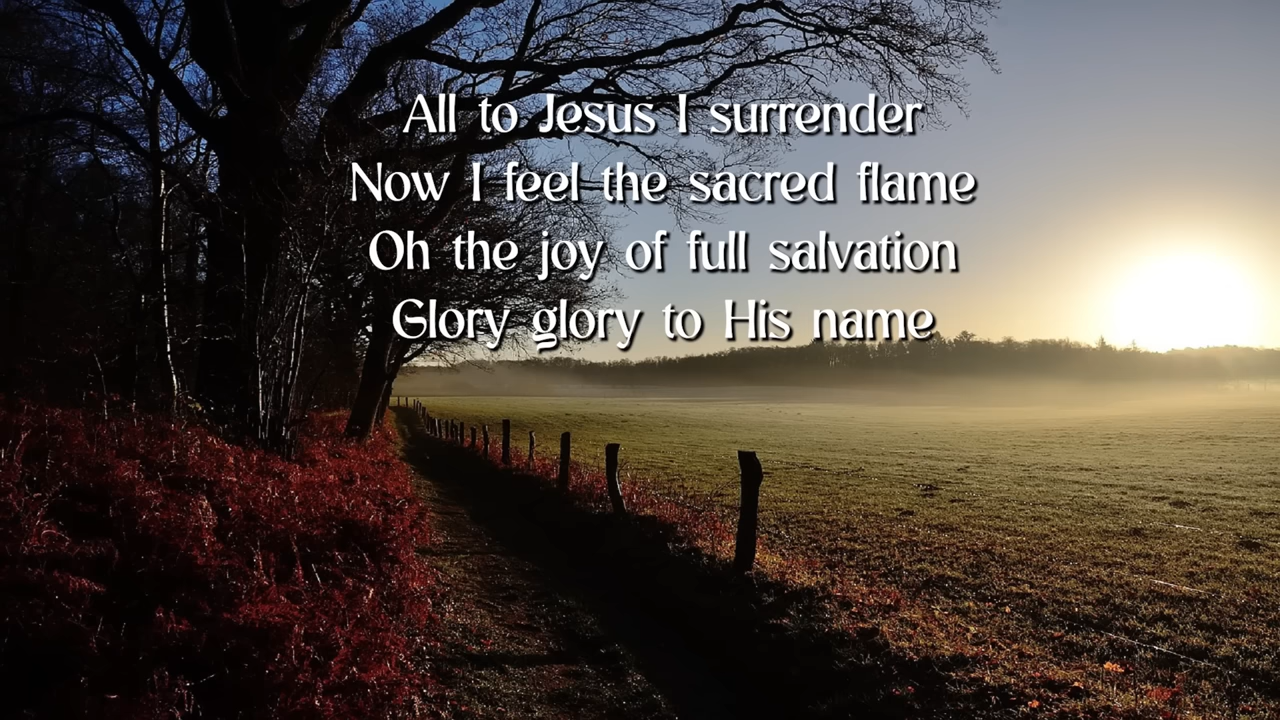 All to Jesus I surrender
Now I feel the sacred flame
Oh the joy of full salvation
Glory glory to His name